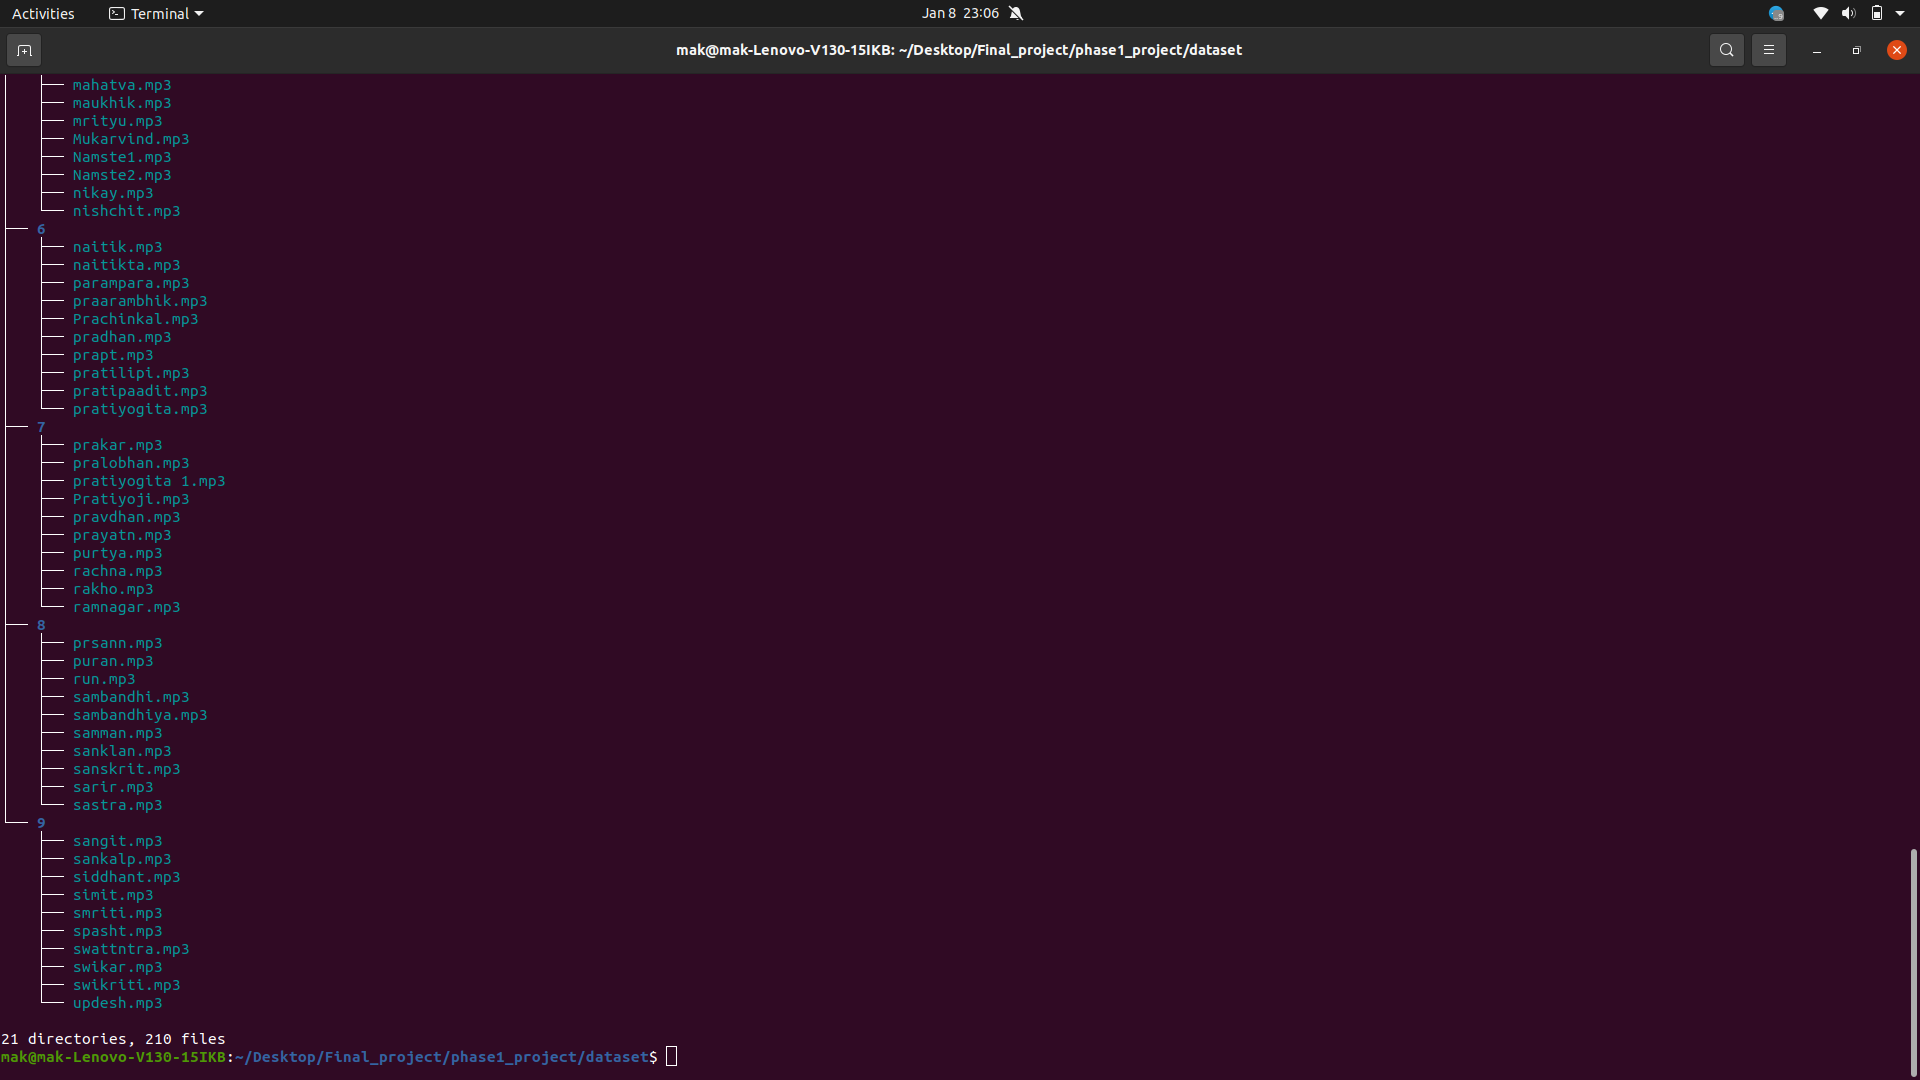 Activities Terminal Jan 8 23:06
mak@mak-Lenovo-V130-15IKB: ~/Desktop/Final_project/phase1_project/dataset
├── mahatva.mp3
├── maukhik.mp3
├── mrityu.mp3
├── Mukarvind.mp3
├── Namste1.mp3
├── Namste2.mp3
├── nikay.mp3
└── nishchit.mp3
├── 6
├── naitik.mp3
├── naitikta.mp3
├── parampara.mp3
├── praarambhik.mp3
├── Prachinkal.mp3
├── pradhan.mp3
├── prapt.mp3
├── pratilipi.mp3
├── pratipaadit.mp3
└── pratiyogita.mp3
├── 7
├── prakar.mp3
├── pralobhan.mp3
├── pratiyogita 1.mp3
├── Pratiyoji.mp3
├── pravdhan.mp3
├── prayatn.mp3
├── purtya.mp3
├── rachna.mp3
├── rakho.mp3
└── ramnagar.mp3
├── 8
├── prsann.mp3
├── puran.mp3
├── run.mp3
├── sambandhi.mp3
├── sambandhiya.mp3
├── samman.mp3
├── sanklan.mp3
├── sanskrit.mp3
├── sarir.mp3
└── sastra.mp3
└── 9
├── sangit.mp3
├── sankalp.mp3
├── siddhant.mp3
├── simit.mp3
├── smriti.mp3
├── spasht.mp3
├── swattntra.mp3
├── swikar.mp3
├── swikriti.mp3
└── updesh.mp3
21 directories, 210 files
mak@mak-Lenovo-V130-15IKB:~/Desktop/Final_project/phase1_project/dataset$